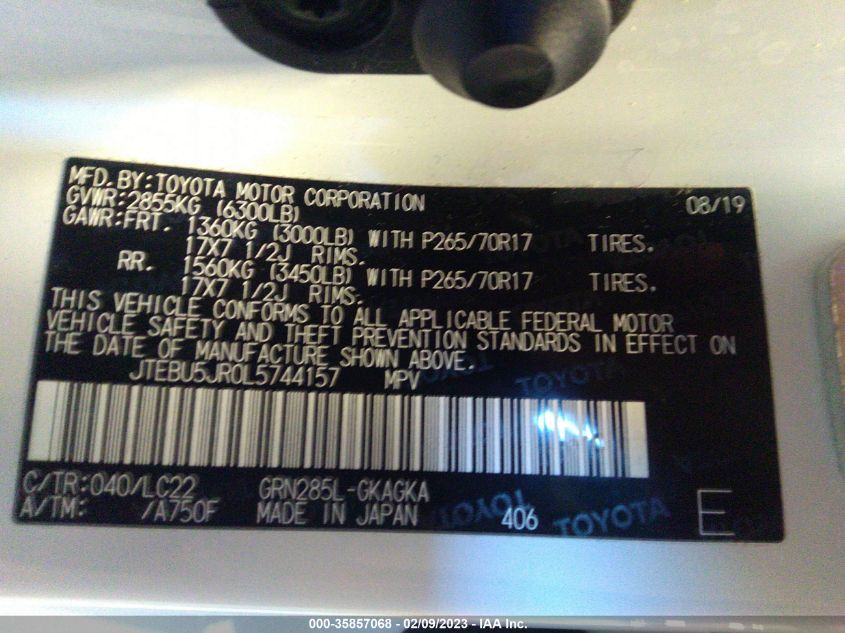 MFD. BY:TOYOTA MOTOR CORPORATION 08/19
GVWR:2855KG (6300LB)
GAWR:FRT. 1360KG (3000LB) WITH P265/70R17 TIRES.
17X7 1/2J RIMS.
RR. 1560KG (3450LB) WITH P265/70R17 TIRES.
17X7 1/2J RIMS.
THIS VEHICLE CONFORMS TO ALL APPLICABLE FEDERAL MOTOR
VEHICLE SAFETY AND THEFT PREVENTION STANDARDS IN EFFECT ON
THE DATE OF MANUFACTURE SHOWN ABOVE.
JTEBU5JR0L5744157 MPV
TOYOTA
C/TR:040/LC22 GRN285L-GKAGKA
A/TM: /A750F MADE IN JAPAN 406 TOYOTA E
TOYOTA
000-35857068 - 02/09/2023 - IAA Inc.